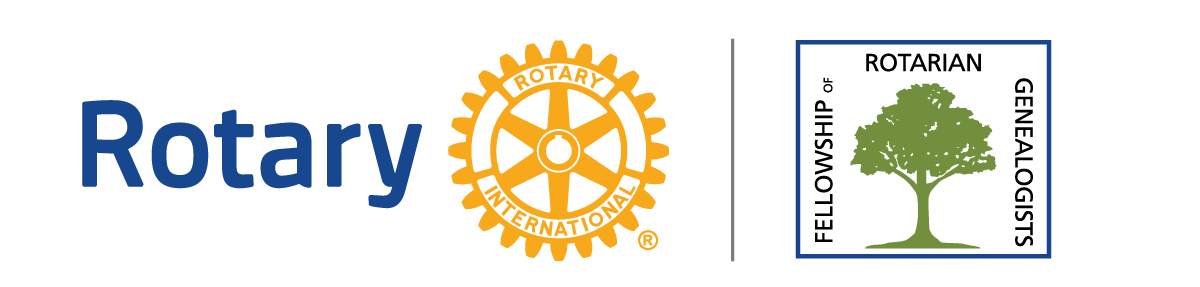 Rotary
ROTARY
INTERNATIONAL
®
FELLOWSHIP OF
ROTARIAN
GENEALOGISTS